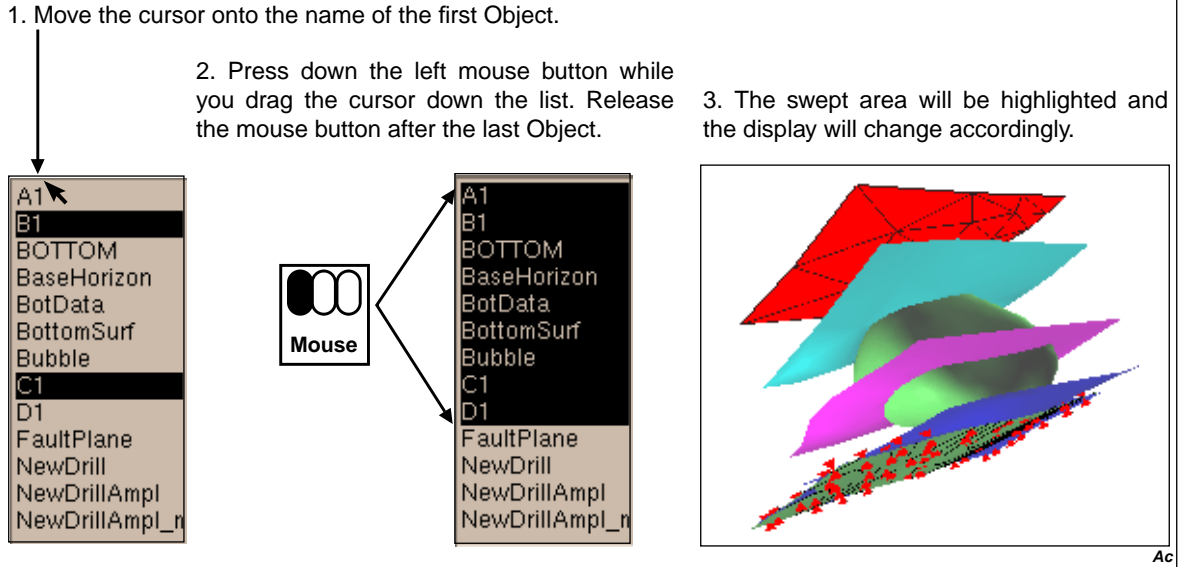 1. Move the cursor onto the name of the first Object.
2. Press down the left mouse button while
you drag the cursor down the list. Release
the mouse button after the last Object.
3. The swept area will be highlighted and
the display will change accordingly.
A1
B1
BOTTOM
BaseHorizon
BotData
BottomSurf
Bubble
C1
D1
FaultPlane
NewDrill
NewDrillAmpl
NewDrillAmpl_n
Mouse
A1
B1
BOTTOM
BaseHorizon
BotData
BottomSurf
Bubble
C1
D1
FaultPlane
NewDrill
NewDrillAmpl
NewDrillAmpl_n
Ac